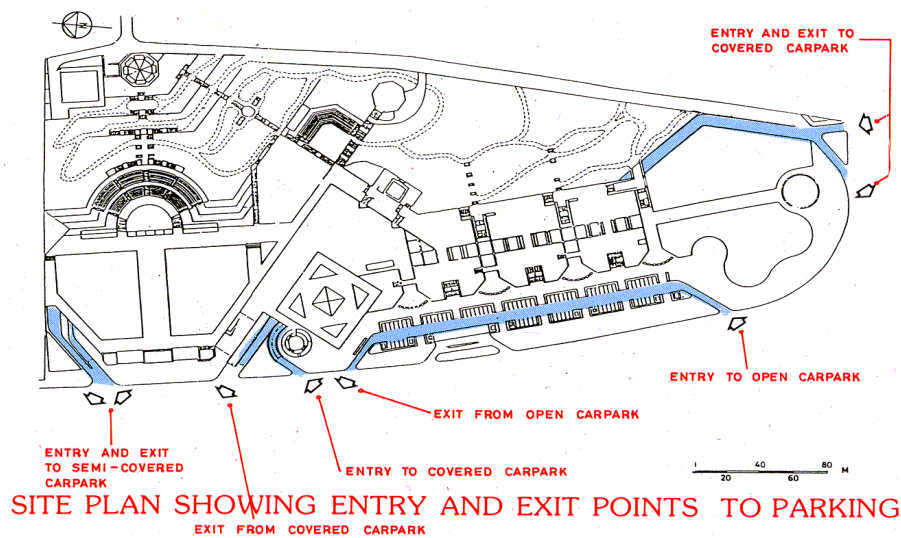 N
ENTRY AND EXIT TO
COVERED CARPARK
ENTRY TO OPEN CARPARK
EXIT FROM OPEN CARPARK
ENTRY AND EXIT
TO SEMI-COVERED
CARPARK
ENTRY TO COVERED CARPARK
1 40 80 M
20 60
SITE PLAN SHOWING ENTRY AND EXIT POINTS TO PARKING
EXIT FROM COVERED CARPARK